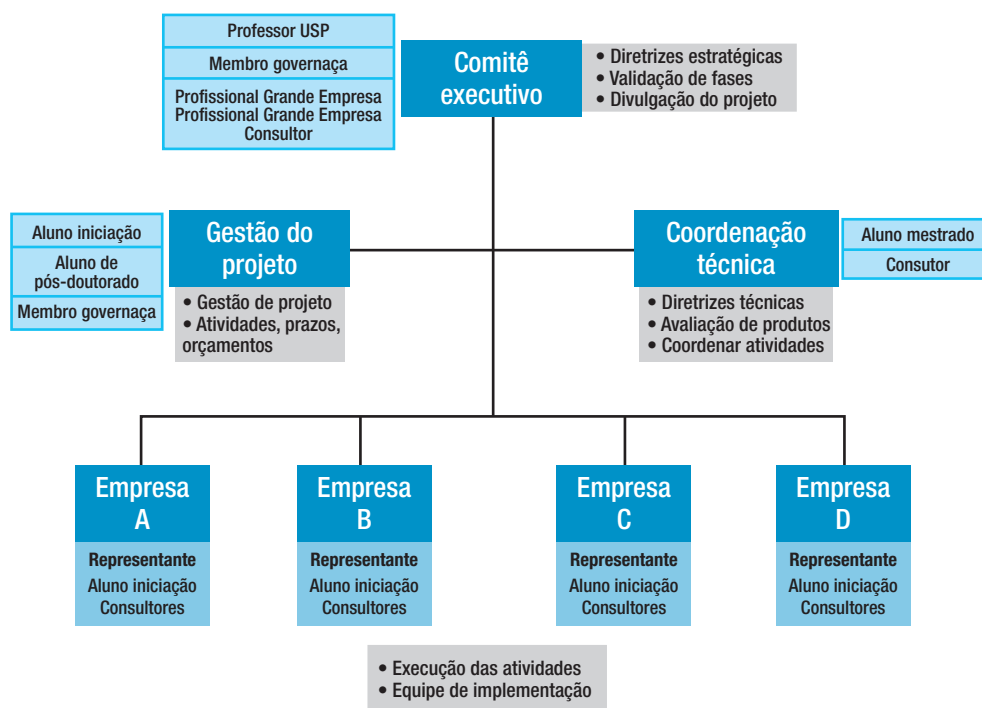 Professor USP
Membro governaça
Profissional Grande Empresa
Profissional Grande Empresa
Consultor
Comitê
executivo
• Diretrizes estratégicas
• Validação de fases
• Divulgação do projeto
Aluno iniciação
Aluno de
pós-doutorado
Membro governaça
Gestão do
projeto
• Gestão de projeto
• Atividades, prazos,
orçamentos
Coordenação
técnica
• Diretrizes técnicas
• Avaliação de produtos
• Coordenar atividades
Aluno mestrado
Consutor
Empresa
A
Representante
Aluno iniciação
Consultores
Empresa
B
Representante
Aluno iniciação
Consultores
Empresa
C
Representante
Aluno iniciação
Consultores
Empresa
D
Representante
Aluno iniciação
Consultores
• Execução das atividades
• Equipe de implementação